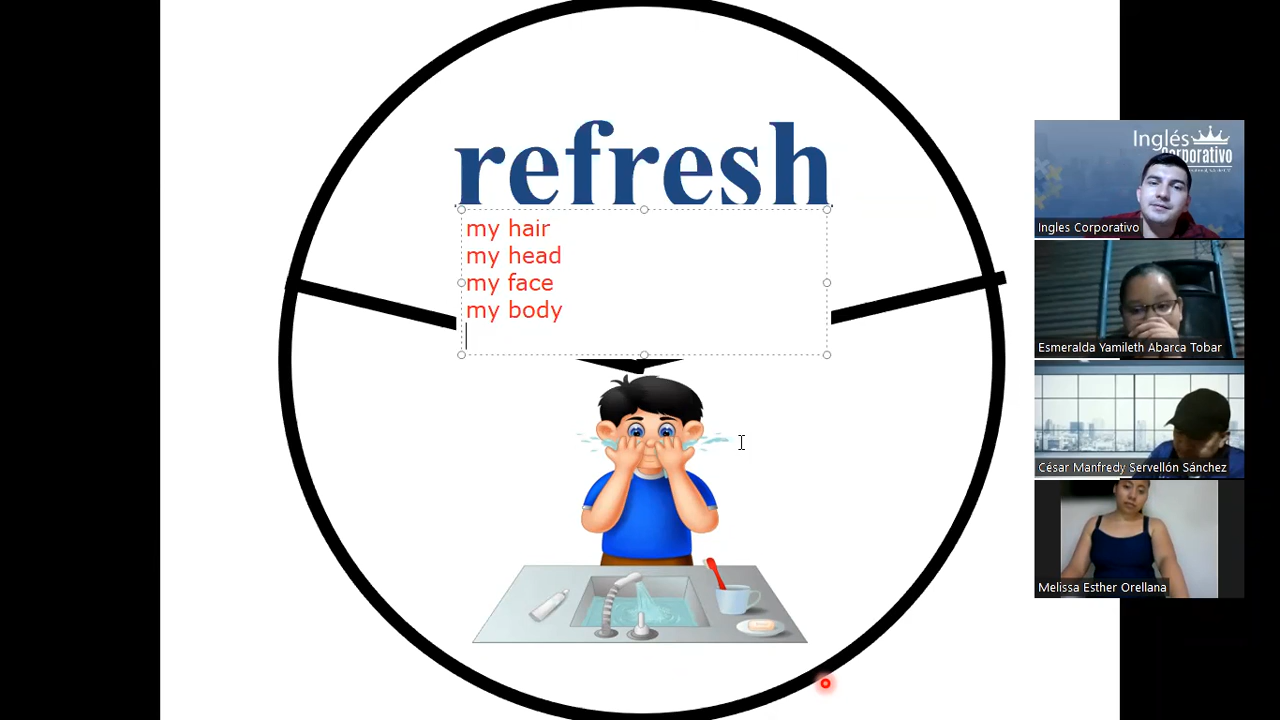 refresh
my hair
my head
my face
my body
Inglés
Corporativo
Ingles Corporativo
Esmeralda Yamileth Abarca Tobar
César Manfredy Servellón Sánchez
Melissa Esther Orellana